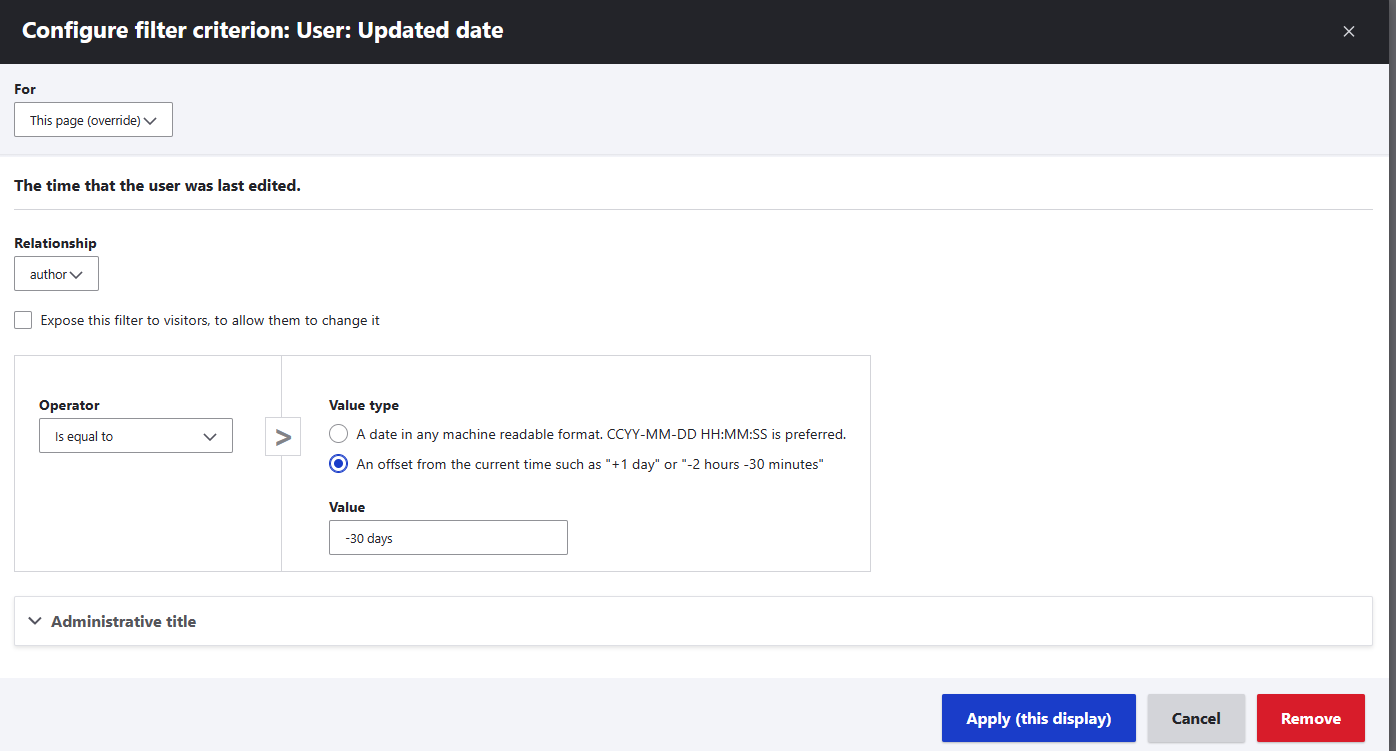 Configure filter criterion: User: Updated date
For
This page (override)
The time that the user was last edited.
Relationship
author
Expose this filter to visitors, to allow them to change it
Operator
Is equal to
>
Value type
A date in any machine readable format. CCYY-MM-DD HH:MM:SS is preferred.
An offset from the current time such as "+1 day" or "-2 hours -30 minutes"
Value
-30 days
Administrative title
Apply (this display)
Cancel
Remove